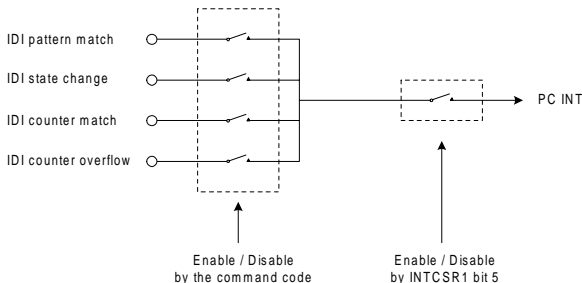 IDI pattern match
IDI state change
IDI counter match
IDI counter overflow
PC INT
Enable / Disable
by the command code
Enable / Disable
by INTCSR1 bit 5